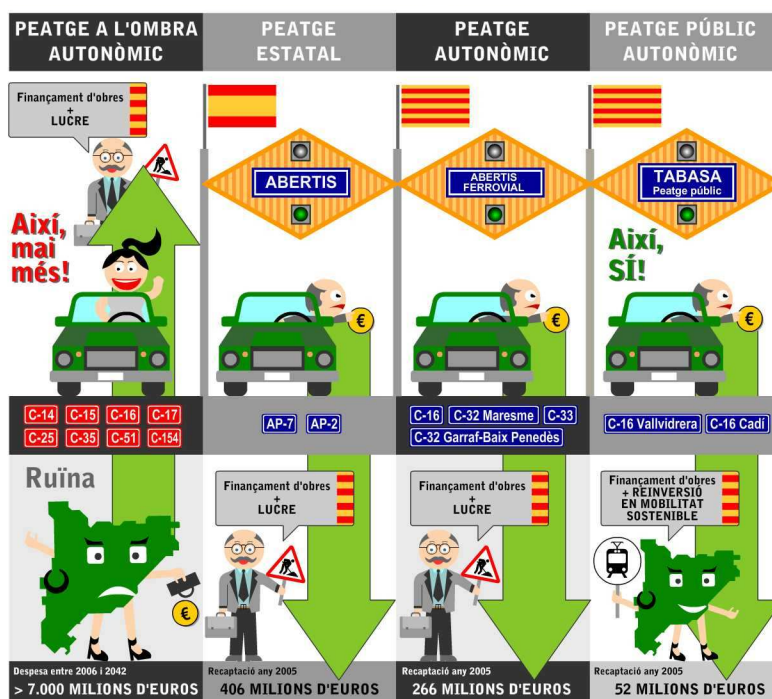 PEATGE A L'OMBRA
AUTONÒMIC
Finançament d'obres
+
LUCRE
Així,
mai
més!
C-14
C-15
C-16
C-17
C-25
C-35
C-51
C-154
Ruïna
€
Despesa entre 2006 i 2042
> 7.000 MILIONS D'EUROS
PEATGE
ESTATAL
ABERTIS
€
AP-7
AP-2
Finançament d'obres
+
LUCRE
Recaptació any 2005
406 MILIONS D'EUROS
PEATGE
AUTONÒMIC
ABERTIS
FERROVIAL
€
C-16
C-32 Maresme
C-33
C-32 Garraf-Baix Penedès
Finançament d'obres
+
LUCRE
Recaptació any 2005
266 MILIONS D'EUROS
PEATGE PÚBLIC
AUTONÒMIC
TABASA
Peatge públic
Així,
SÍ!
€
C-16 Vallvidrera
C-16 Cadí
Finançament d'obres
+ REINVERSIÓ
EN MOBILITAT
SOSTENIBLE
Recaptació any 2005
52 MILIONS D'EUROS